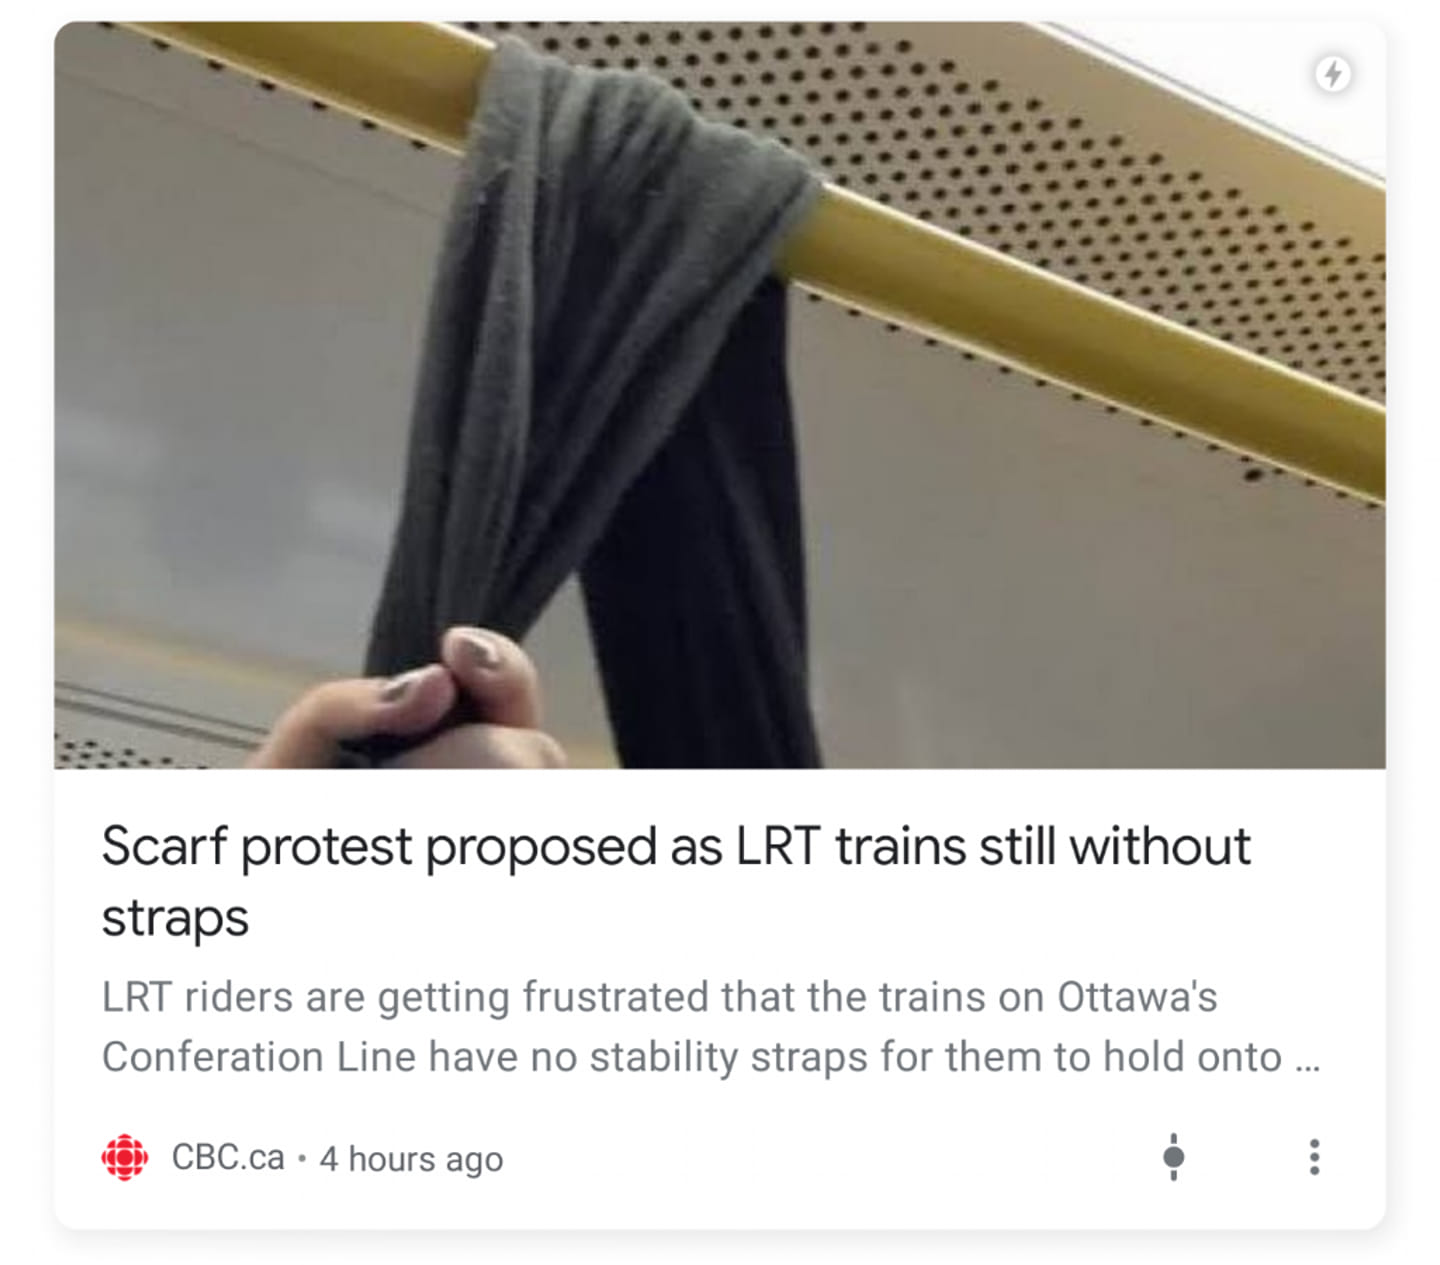 Scarf protest proposed as LRT trains still without
straps
LRT riders are getting frustrated that the trains on Ottawa's
Conferation Line have no stability straps for them to hold onto ...
CBC.ca • 4 hours ago